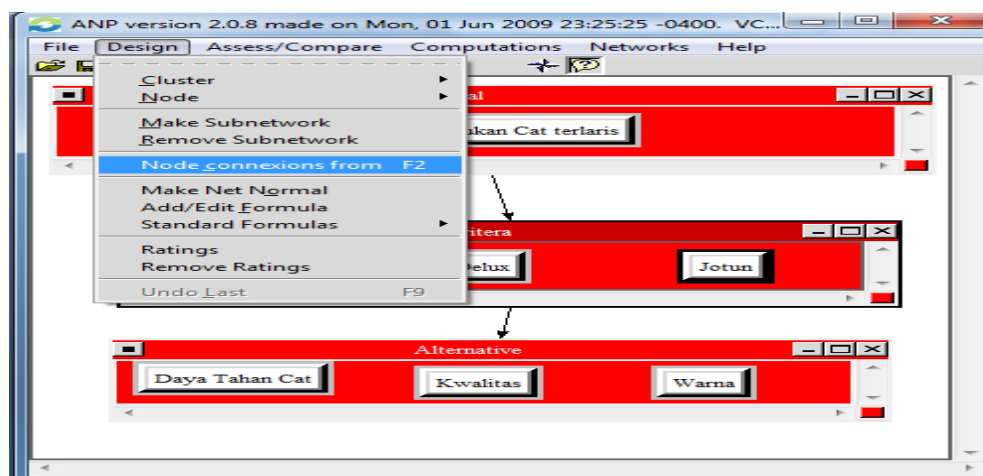 ANP version 2.0.8 made on Mon, 01 Jun 2009 23:25:25 -0400. VC...
File Design Assess/Compare Computations Networks Help
Cluster
Node
Make Subnetwork
Remove Subnetwork
Node connexions from F2
Make Net Normal
Add/Edit Formula
Standard Formulas
Ratings
Remove Ratings
Undo Last F9
al
ukan Cat terlaris
itera
Delux
Jotun
Alternative
Daya Tahan Cat
Kwalitas
Warna